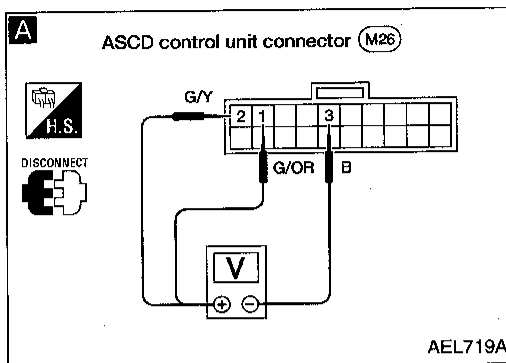 A
ASCD control unit connector M26
G/Y
H.S.
2 1 3
DISCONNECT
G/OR B
V
+ −
AEL719A